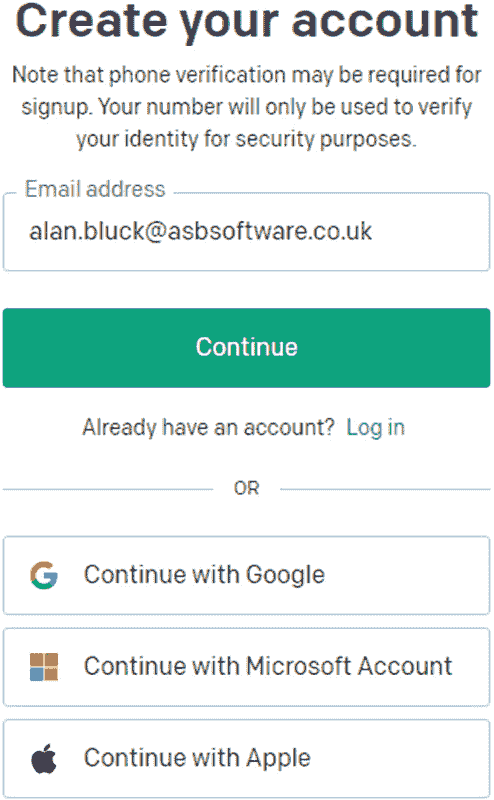 Create your account
Note that phone verification may be required for
signup. Your number will only be used to verify
your identity for security purposes.
Email address
alan.bluck@asbsoftware.co.uk
Continue
Already have an account? Log in
OR
Continue with Google
Continue with Microsoft Account
Continue with Apple